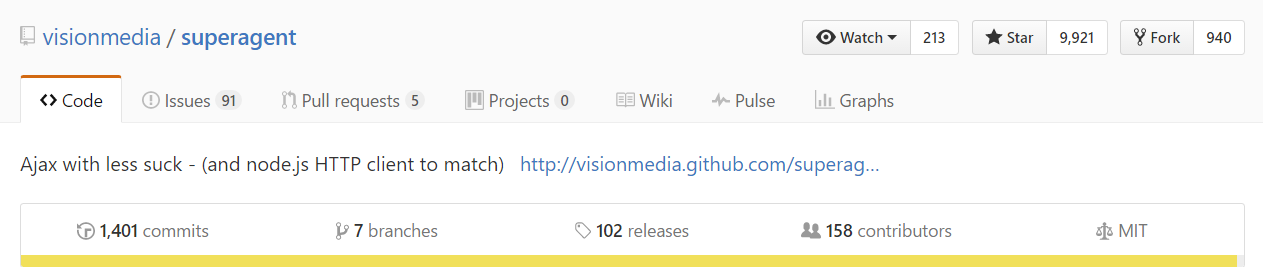 visionmedia / superagent Watch 213 Star 9,921 Fork 940
Code Issues 91 Pull requests 5 Projects 0 Wiki Pulse Graphs
Ajax with less suck - (and node.js HTTP client to match) http://visionmedia.github.com/superag...
1,401 commits 7 branches 102 releases 158 contributors MIT